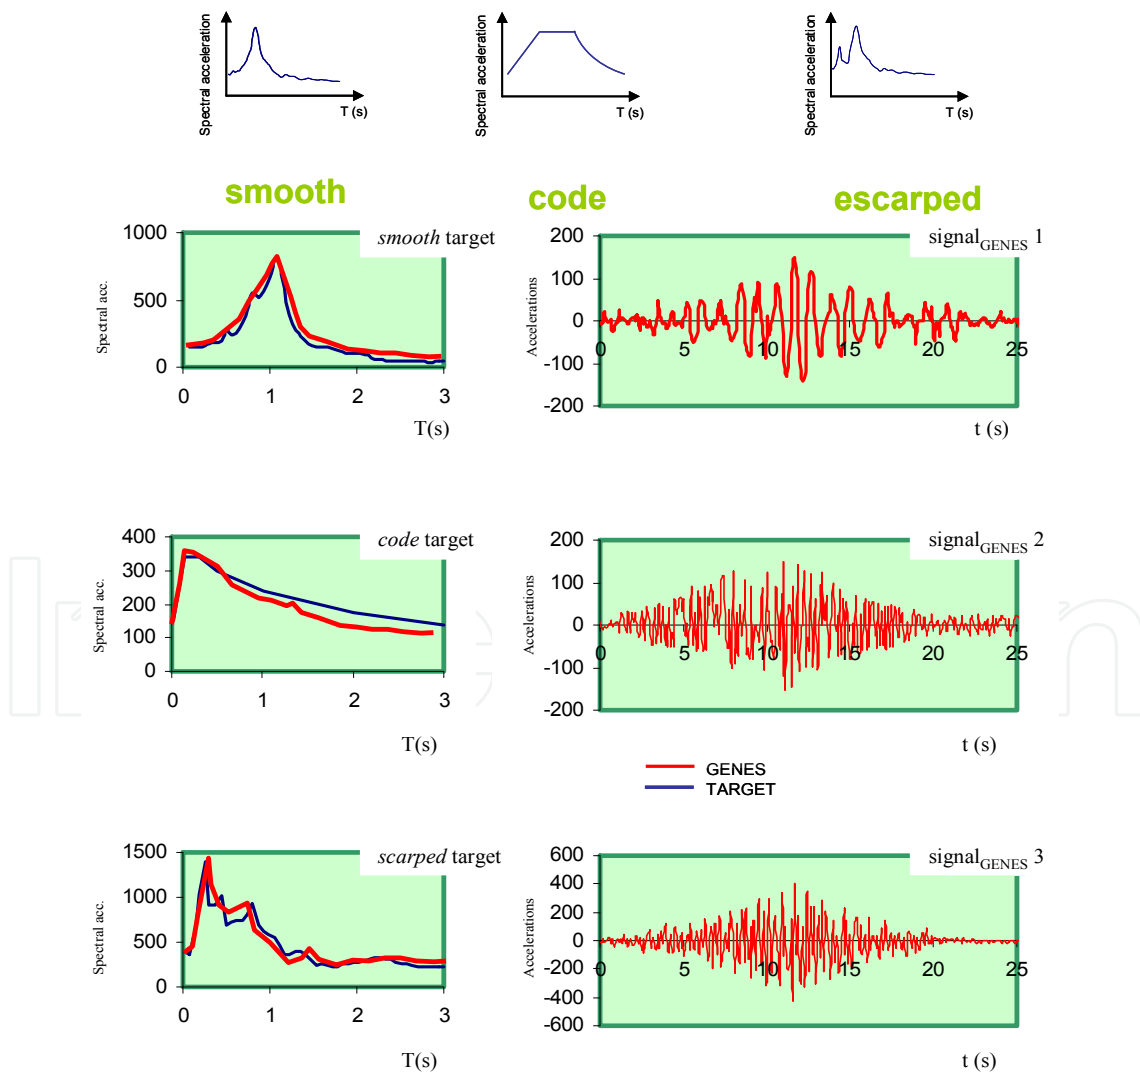 Spectral acceleration
T (s)
Spectral acceleration
T (s)
Spectral acceleration
T (s)
smooth
code
escarped
smooth target
Spectral acc.
1000
500
0
0 1 2 3
T(s)
signalGENES 1
Accelerations
200
100
0
-100
-200
0 5 10 15 20 25
t (s)
code target
Spectral acc.
400
300
200
100
0
0 1 2 3
T(s)
signalGENES 2
Accelerations
200
100
0
-100
-200
0 5 10 15 20 25
t (s)
GENES
TARGET
scarped target
Spectral acc.
1500
1000
500
0
0 1 2 3
T(s)
signalGENES 3
Accelerations
600
400
200
0
-200
-400
-600
0 5 10 15 20 25
t (s)